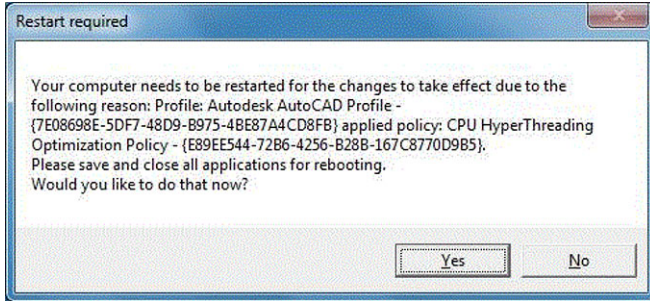 Restart required
Your computer needs to be restarted for the changes to take effect due to the
following reason: Profile: Autodesk AutoCAD Profile -
{7E08698E-5DF7-48D9-B975-4BE87A4CD8FB} applied policy: CPU HyperThreading
Optimization Policy - {E89EE544-72B6-4256-B28B-167C8770D9B5}.
Please save and close all applications for rebooting.
Would you like to do that now?
Yes
No